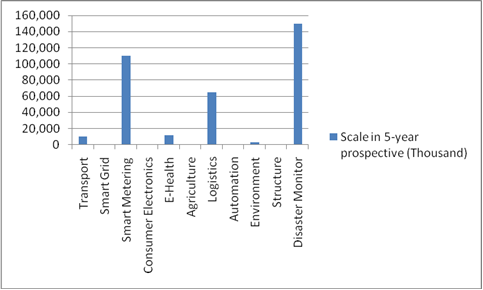 160,000
140,000
120,000
100,000
80,000
60,000
40,000
20,000
0
Transport
Smart Grid
Smart Metering
Consumer Electronics
E-Health
Agriculture
Logistics
Automation
Environment
Structure
Disaster Monitor
Scale in 5-year
prospective (Thousand)